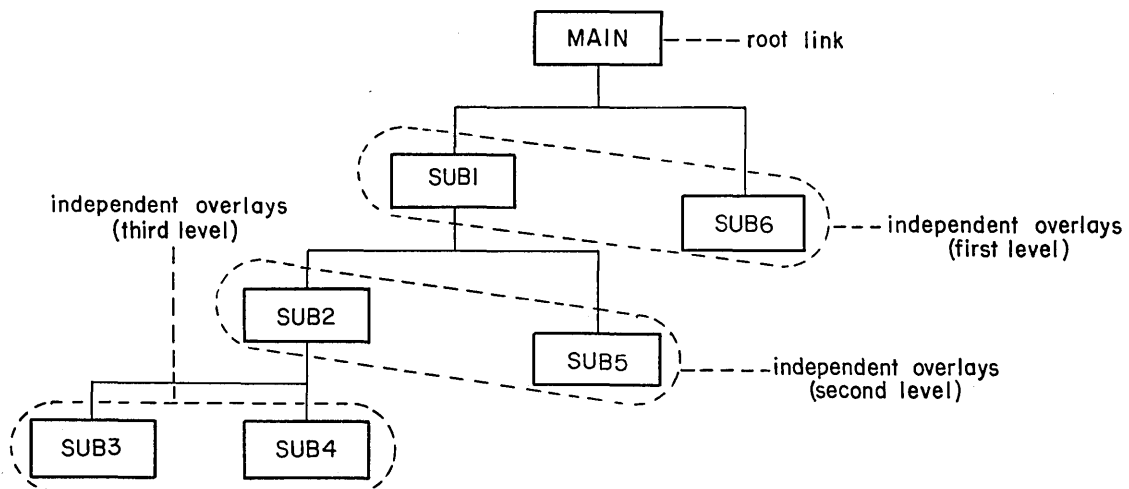 MAIN
root link
SUB1
SUB6
independent overlays
(first level)
independent overlays
(third level)
SUB2
SUB5
independent overlays
(second level)
SUB3
SUB4